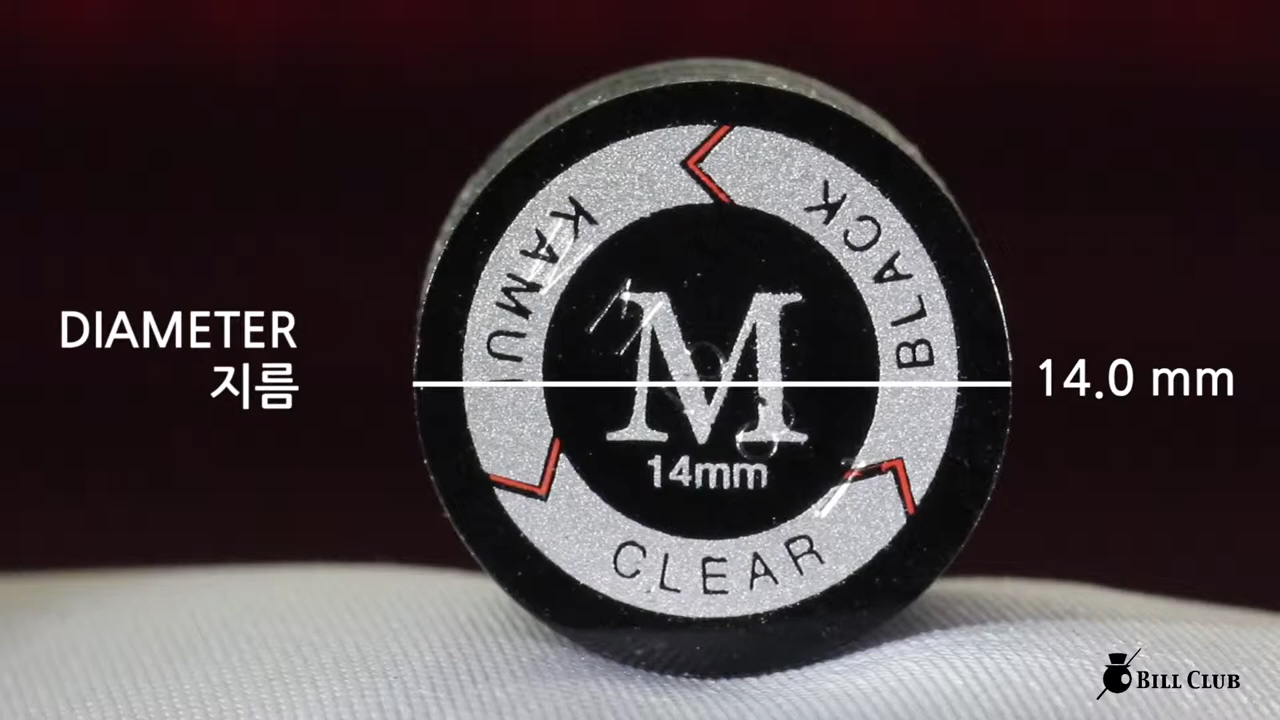 DIAMETER
지름
14.0 mm
KAMUI
BLACK
CLEAR
M
14mm
BILL CLUB